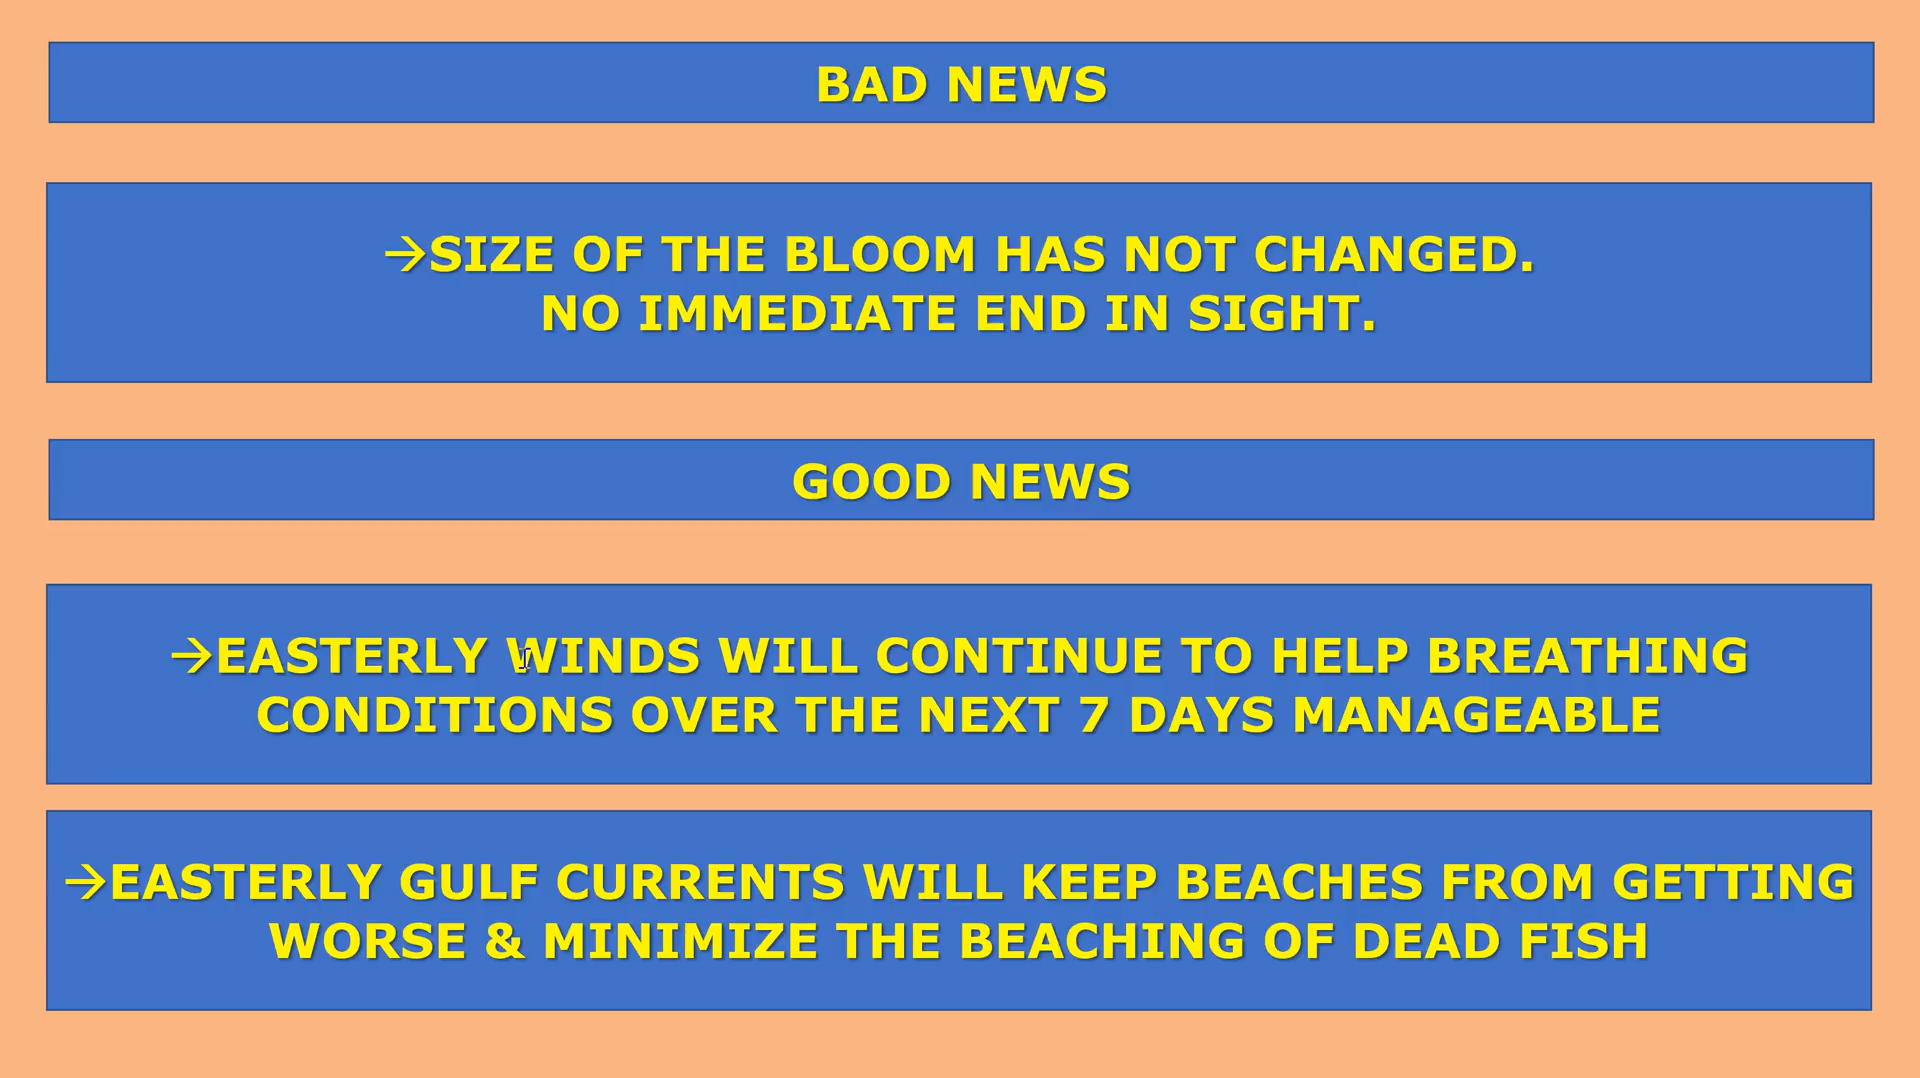 BAD NEWS
→SIZE OF THE BLOOM HAS NOT CHANGED.
NO IMMEDIATE END IN SIGHT.
GOOD NEWS
→EASTERLY WINDS WILL CONTINUE TO HELP BREATHING
CONDITIONS OVER THE NEXT 7 DAYS MANAGEABLE
→EASTERLY GULF CURRENTS WILL KEEP BEACHES FROM GETTING
WORSE & MINIMIZE THE BEACHING OF DEAD FISH